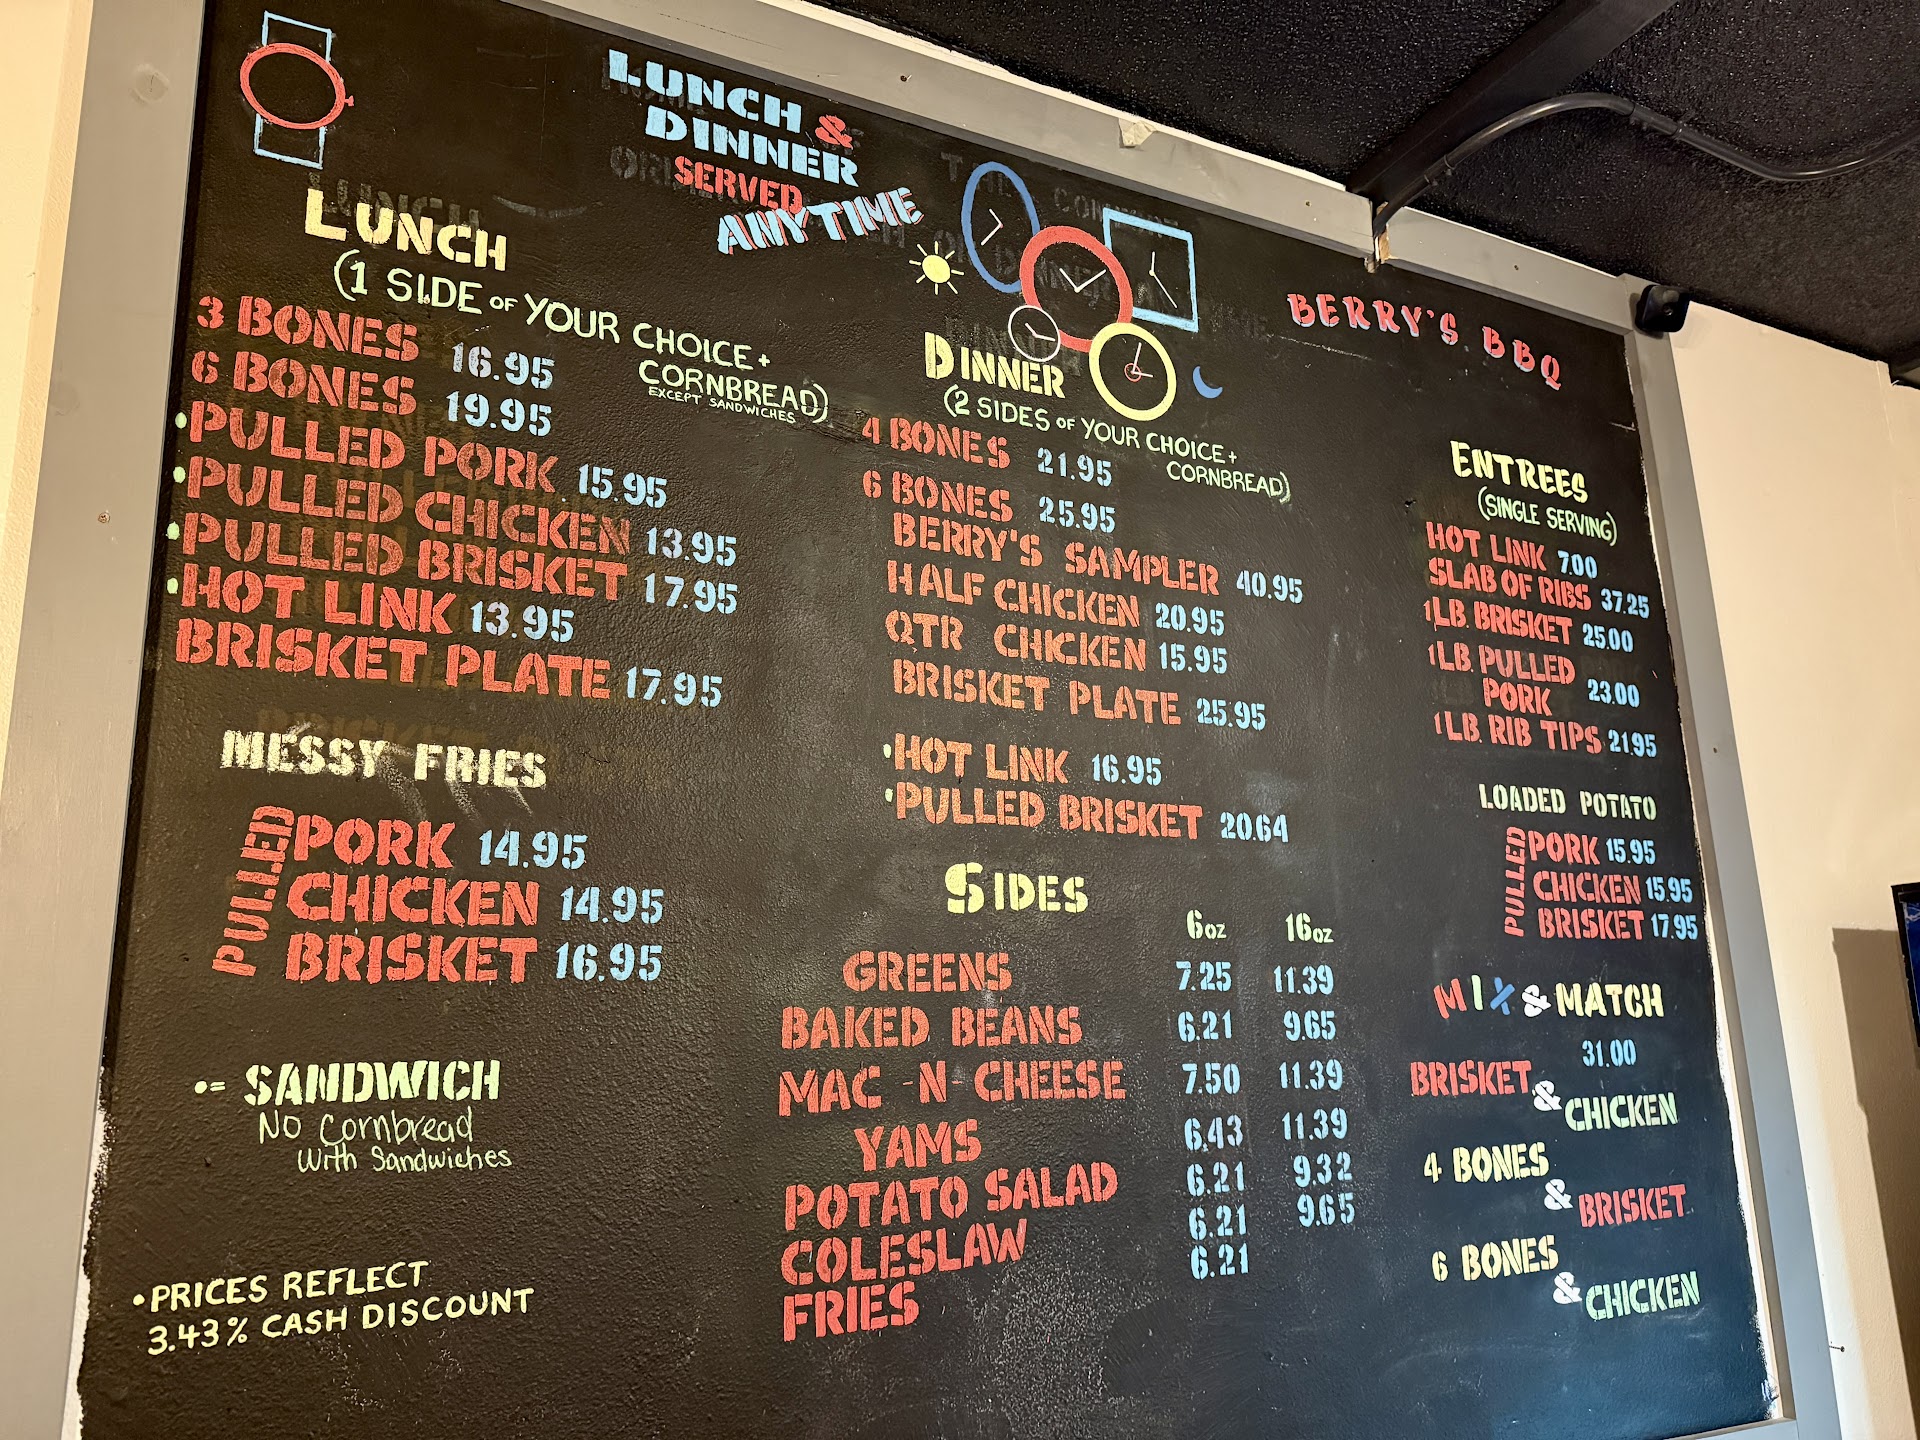 LUNCH &
DINNER
SERVED
ANYTIME
BERRY'S BBQ
LUNCH
(1 SIDE OF YOUR CHOICE +
CORNBREAD)
EXCEPT SANDWICHES
3 BONES 16.95
6 BONES 19.95
• PULLED PORK 15.95
• PULLED CHICKEN 13.95
• PULLED BRISKET 17.95
• HOT LINK 13.95
BRISKET PLATE 17.95
MESSY FRIES
PULLED
PORK 14.95
CHICKEN 14.95
BRISKET 16.95
•= SANDWICH
No Cornbread
With Sandwiches
• PRICES REFLECT
3.43% CASH DISCOUNT
DINNER
(2 SIDES OF YOUR CHOICE +
CORNBREAD)
4 BONES 21.95
6 BONES 25.95
BERRY'S SAMPLER 40.95
HALF CHICKEN 20.95
QTR CHICKEN 15.95
BRISKET PLATE 25.95
• HOT LINK 16.95
• PULLED BRISKET 20.64
SIDES
6oz 16oz
GREENS 7.25 11.39
BAKED BEANS 6.21 9.65
MAC -N- CHEESE 7.50 11.39
YAMS 6.43 11.39
POTATO SALAD 6.21 9.32
COLESLAW 6.21 9.65
FRIES 6.21
ENTREES
(SINGLE SERVING)
HOT LINK 7.00
SLAB OF RIBS 37.25
1LB BRISKET 25.00
1LB. PULLED
PORK 23.00
1LB. RIB TIPS 21.95
LOADED POTATO
PULLED
PORK 15.95
CHICKEN 15.95
BRISKET 17.95
MIX & MATCH
31.00
BRISKET
&
CHICKEN
4 BONES
&
BRISKET
6 BONES
&
CHICKEN